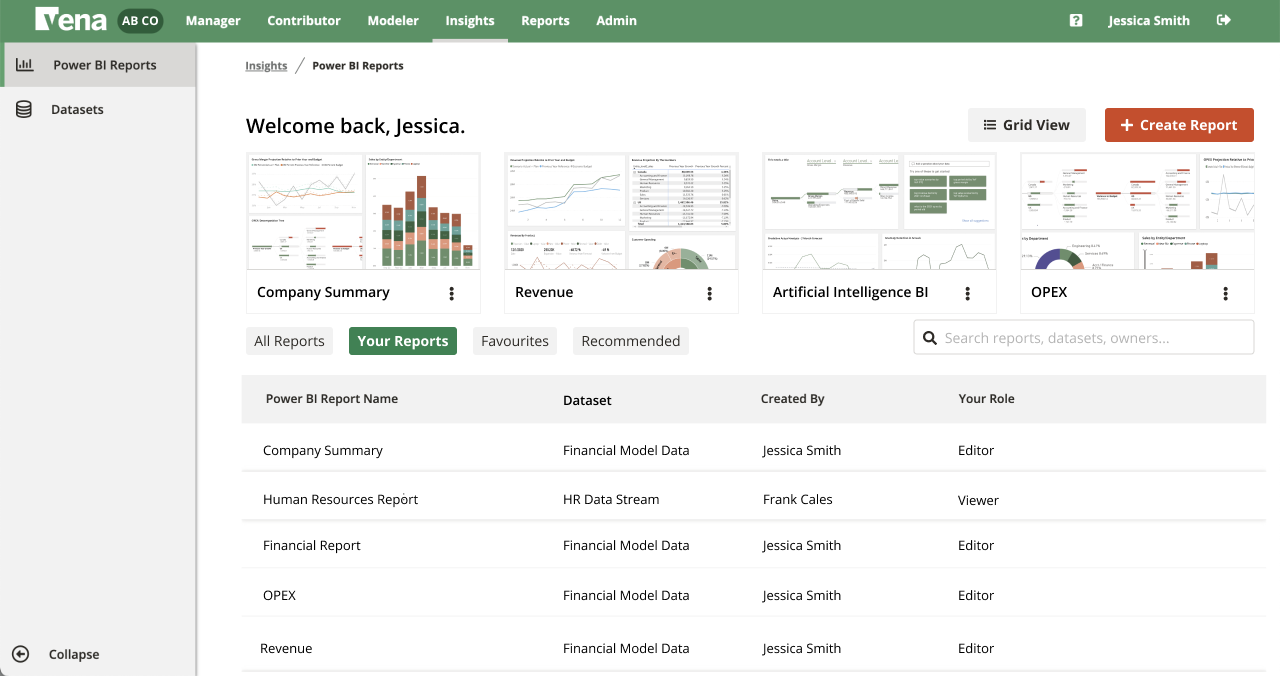 Vena AB CO Manager Contributor Modeler Insights Reports Admin ? Jessica Smith
Power BI Reports
Datasets
Insights / Power BI Reports
Welcome back, Jessica.
Grid View
+ Create Report
Company Summary
Revenue
Artificial Intelligence BI
OPEX
All Reports Your Reports Favourites Recommended
Search reports, datasets, owners...
Power BI Report Name Dataset Created By Your Role
Company Summary Financial Model Data Jessica Smith Editor
Human Resources Report HR Data Stream Frank Cales Viewer
Financial Report Financial Model Data Jessica Smith Editor
OPEX Financial Model Data Jessica Smith Editor
Revenue Financial Model Data Jessica Smith Editor
Collapse